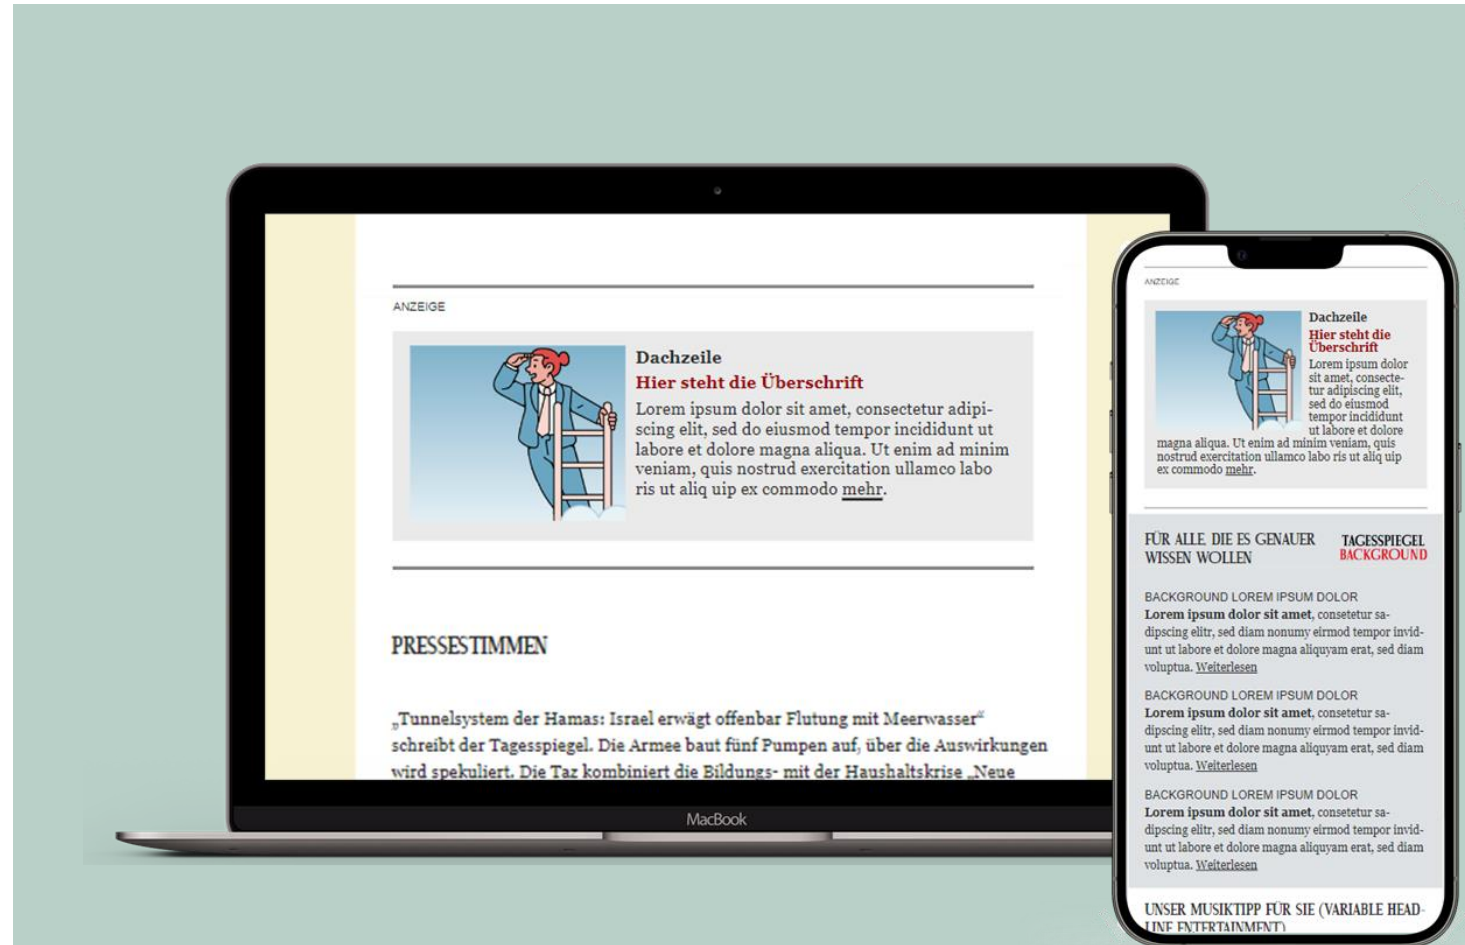 ANZEIGE
Dachzeile
Hier steht die Überschrift
Lorem ipsum dolor sit amet, consectetur adipi-
scing elit, sed do eiusmod tempor incididunt ut
labore et dolore magna aliqua. Ut enim ad minim
veniam, quis nostrud exercitation ullamco labo
ris ut aliq uip ex commodo mehr.
PRESSESTIMMEN
„Tunnelsystem der Hamas: Israel erwägt offenbar Flutung mit Meerwasser“
schreibt der Tagesspiegel. Die Armee baut fünf Pumpen auf, über die Auswirkungen
wird spekuliert. Die Taz kombiniert die Bildungs- mit der Haushaltskrise „Neue
MacBook
ANZEIGE
Dachzeile
Hier steht die
Überschrift
Lorem ipsum dolor
sit amet, consecte-
tur adipiscing elit,
sed do eiusmod
tempor incididunt
ut labore et dolore
magna aliqua. Ut enim ad minim veniam, quis
nostrud exercitation ullamco labo ris ut aliq uip
ex commodo mehr.
FÜR ALLE, DIE ES GENAUER
WISSEN WOLLEN
TAGESSPIEGEL
BACKGROUND
BACKGROUND LOREM IPSUM DOLOR
Lorem ipsum dolor sit amet, consetetur sa-
dipscing elitr, sed diam nonumy eirmod tempor invid-
unt ut labore et dolore magna aliquyam erat, sed diam
voluptua. Weiterlesen
BACKGROUND LOREM IPSUM DOLOR
Lorem ipsum dolor sit amet, consetetur sa-
dipscing elitr, sed diam nonumy eirmod tempor invid-
unt ut labore et dolore magna aliquyam erat, sed diam
voluptua. Weiterlesen
BACKGROUND LOREM IPSUM DOLOR
Lorem ipsum dolor sit amet, consetetur sa-
dipscing elitr, sed diam nonumy eirmod tempor invid-
unt ut labore et dolore magna aliquyam erat, sed diam
voluptua. Weiterlesen
UNSER MUSIKTIPP FÜR SIE (VARIABLE HEAD-
LINE ENTERTAINMENT)